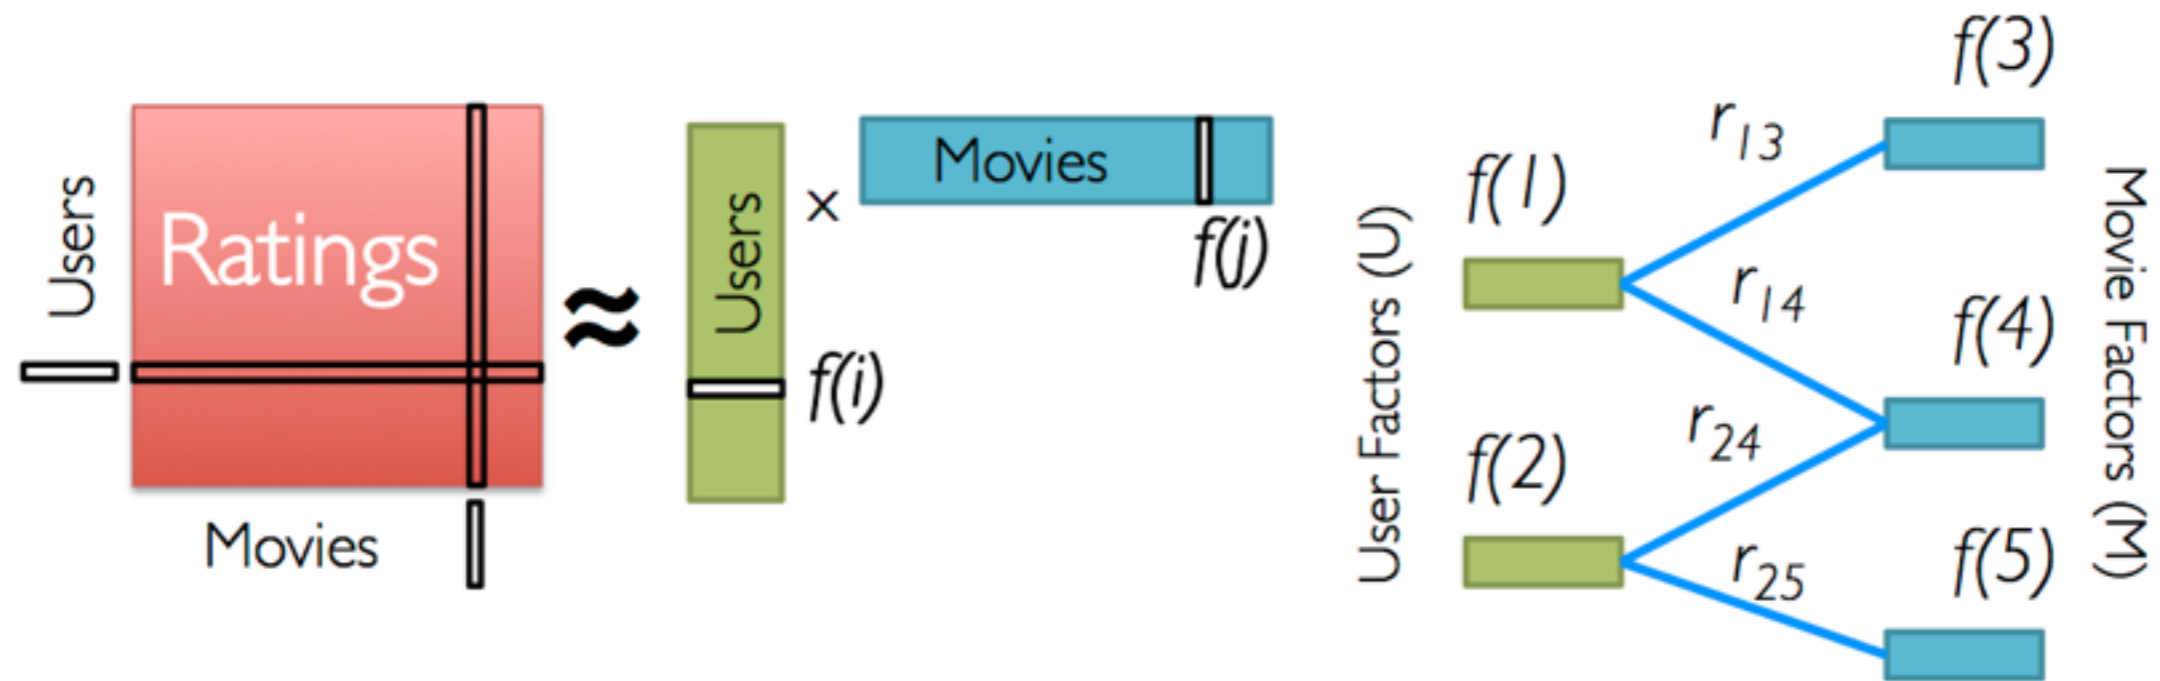 Users
Ratings
Movies
≈
Users
f(i)
x
Movies
f(j)
User Factors (U)
f(1)
f(2)
r13
r14
r24
r25
f(3)
f(4)
f(5)
Movie Factors (M)